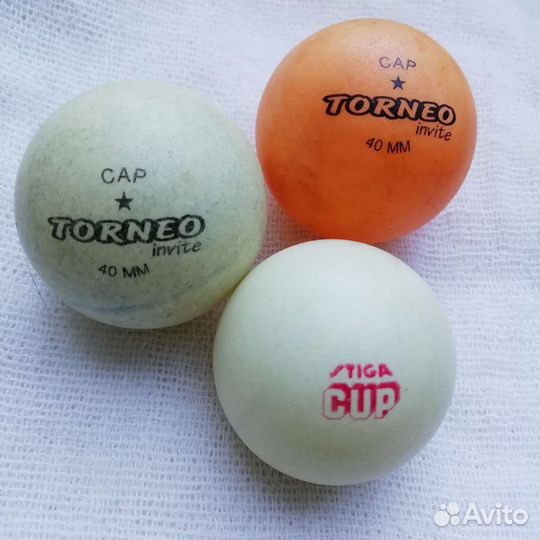 CAP
TORNEO
invite
40 MM
CAP
TORNEO
invite
40 MM
STIGA
CUP
Avito